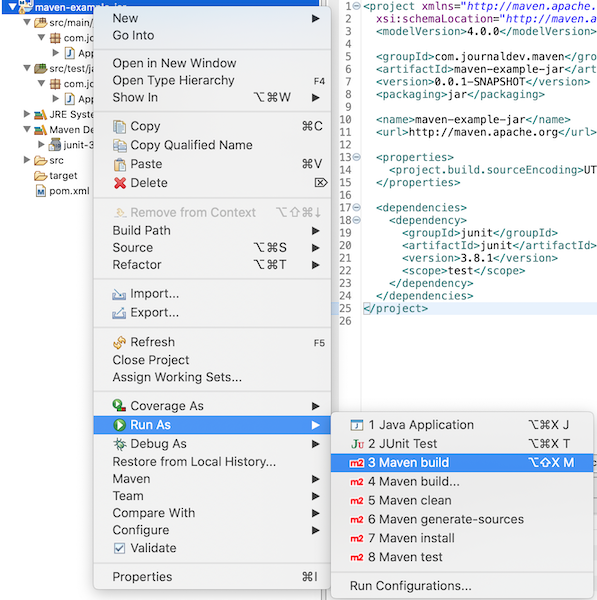 maven-example-jar
src/main/j
com.jo
App
src/test/ja
com.jo
App
JRE Syste
Maven De
junit-3
src
target
pom.xml
New
Go Into
Open in New Window
Open Type Hierarchy F4
Show In ⌥⌘W
Copy ⌘C
Copy Qualified Name
Paste ⌘V
Delete ⌦
Remove from Context ⌥⇧⌘↓
Build Path
Source ⌥⌘S
Refactor ⌥⌘T
Import...
Export...
Refresh F5
Close Project
Assign Working Sets...
Coverage As
Run As
Debug As
Restore from Local History...
Maven
Team
Compare With
Configure
Validate
Properties ⌘I
1 <project xmlns="http://maven.apache.
2 xsi:schemaLocation="http://maven.a
3 <modelVersion>4.0.0</modelVersion>
4
5 <groupId>com.journaldev.maven</gro
6 <artifactId>maven-example-jar</art
7 <version>0.0.1-SNAPSHOT</version>
8 <packaging>jar</packaging>
9
10 <name>maven-example-jar</name>
11 <url>http://maven.apache.org</url>
12
13 <properties>
14 <project.build.sourceEncoding>UT
15 </properties>
16
17 <dependencies>
18 <dependency>
19 <groupId>junit</groupId>
20 <artifactId>junit</artifactId>
21 <version>3.8.1</version>
22 <scope>test</scope>
23 </dependency>
24 </dependencies>
25 </project>
26
1 Java Application ⌥⌘X J
Ju 2 JUnit Test ⌥⌘X T
m2 3 Maven build ⌥⇧X M
m2 4 Maven build...
m2 5 Maven clean
m2 6 Maven generate-sources
m2 7 Maven install
m2 8 Maven test
Run Configurations...